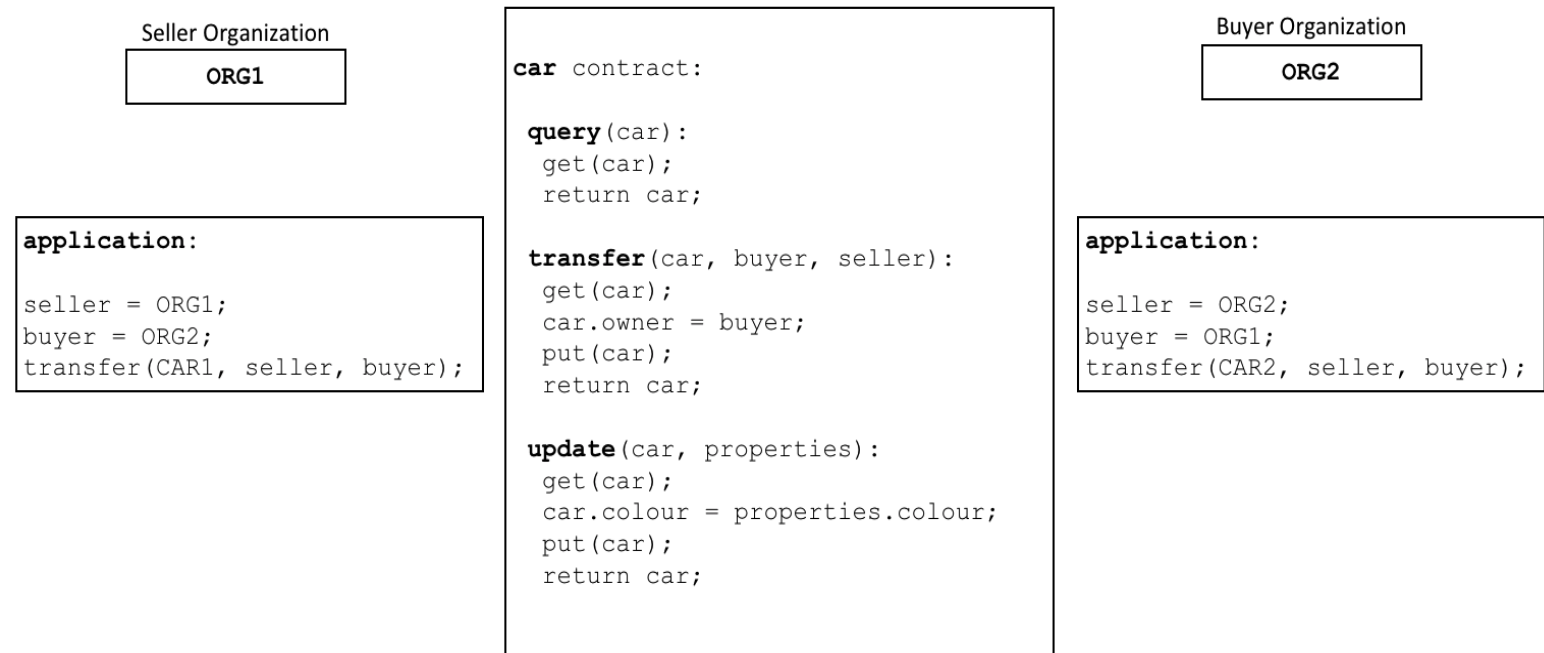 Seller Organization
ORG1
application:
seller = ORG1;
buyer = ORG2;
transfer(CAR1, seller, buyer);
car contract:
query(car):
get(car);
return car;
transfer(car, buyer, seller):
get(car);
car.owner = buyer;
put(car);
return car;
update(car, properties):
get(car);
car.colour = properties.colour;
put(car);
return car;
Buyer Organization
ORG2
application:
seller = ORG2;
buyer = ORG1;
transfer(CAR2, seller, buyer);